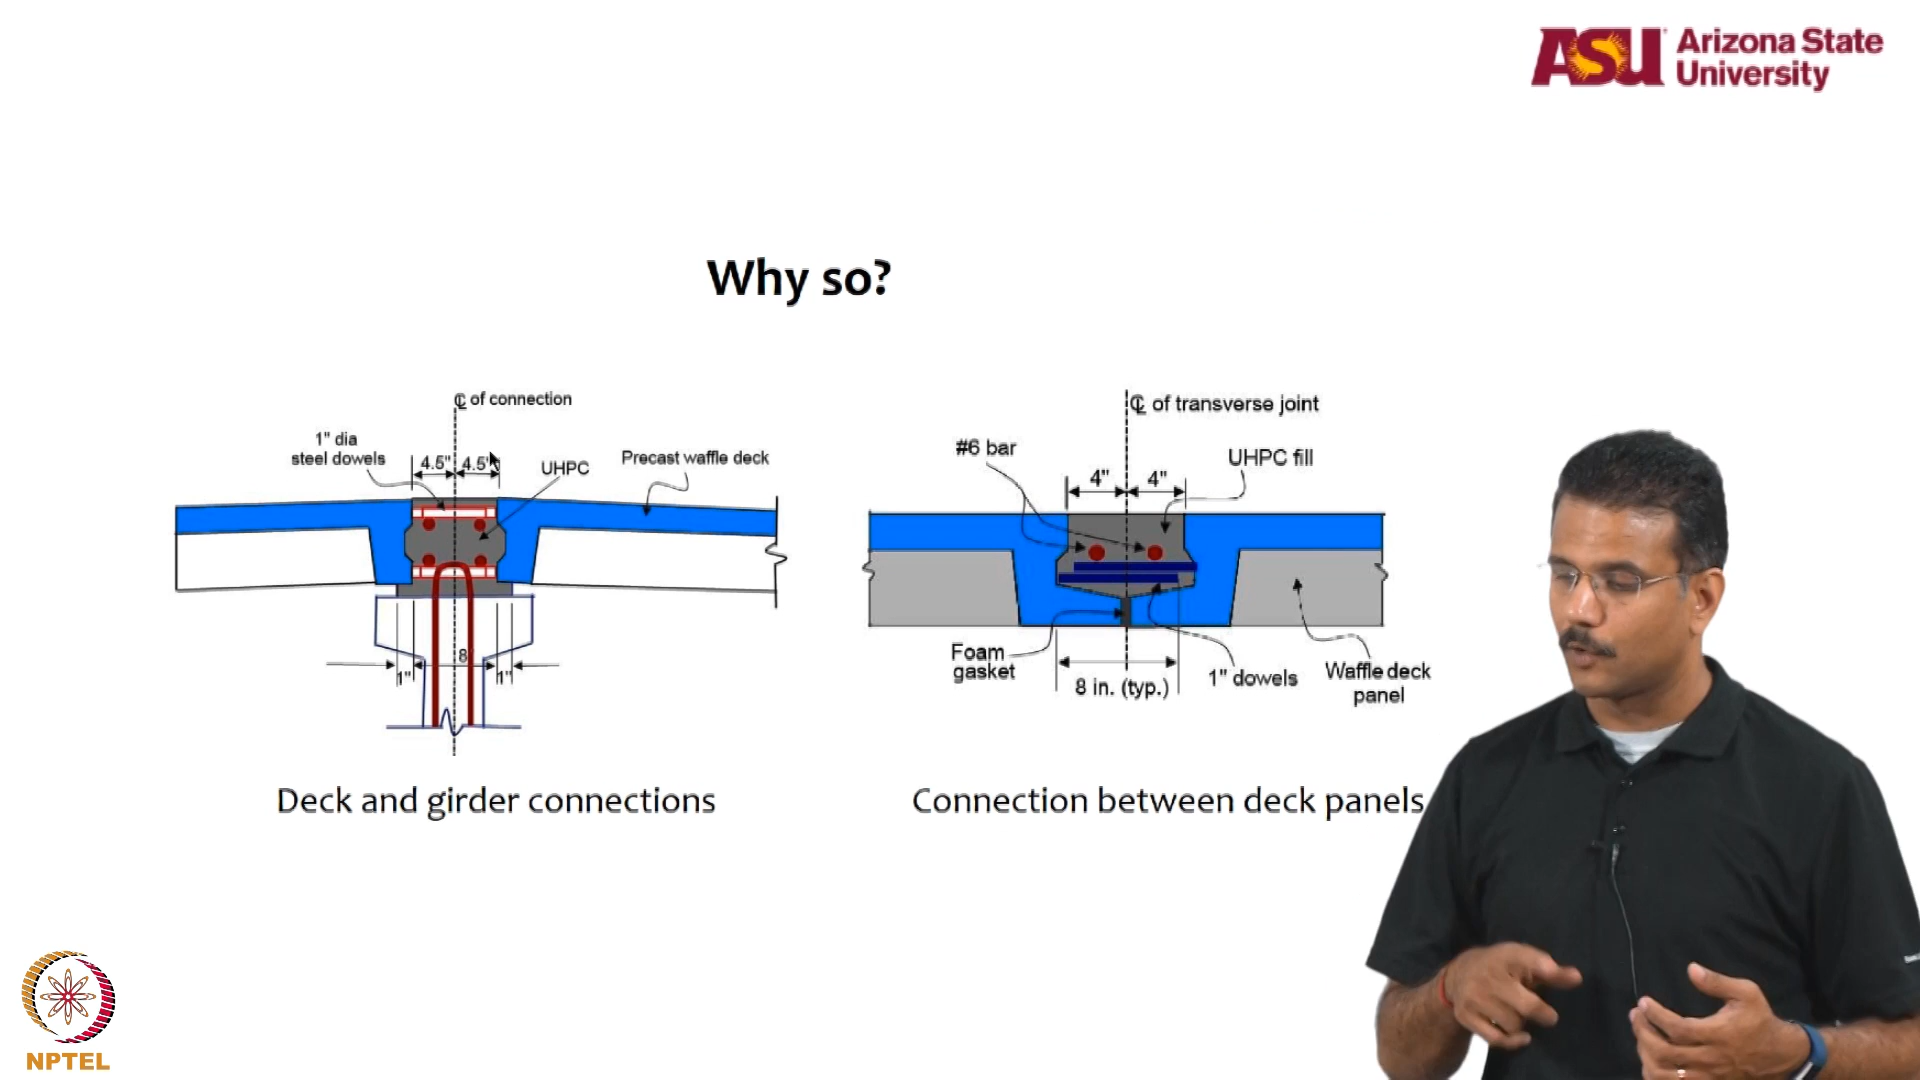 ASU Arizona State
University
Why so?
℄ of connection
1" dia
steel dowels
4.5" 4.5"
UHPC
Precast waffle deck
8
1" 1"
Deck and girder connections
℄ of transverse joint
#6 bar
4" 4"
UHPC fill
Foam
gasket
8 in. (typ.)
1" dowels
Waffle deck
panel
Connection between deck panels
NPTEL